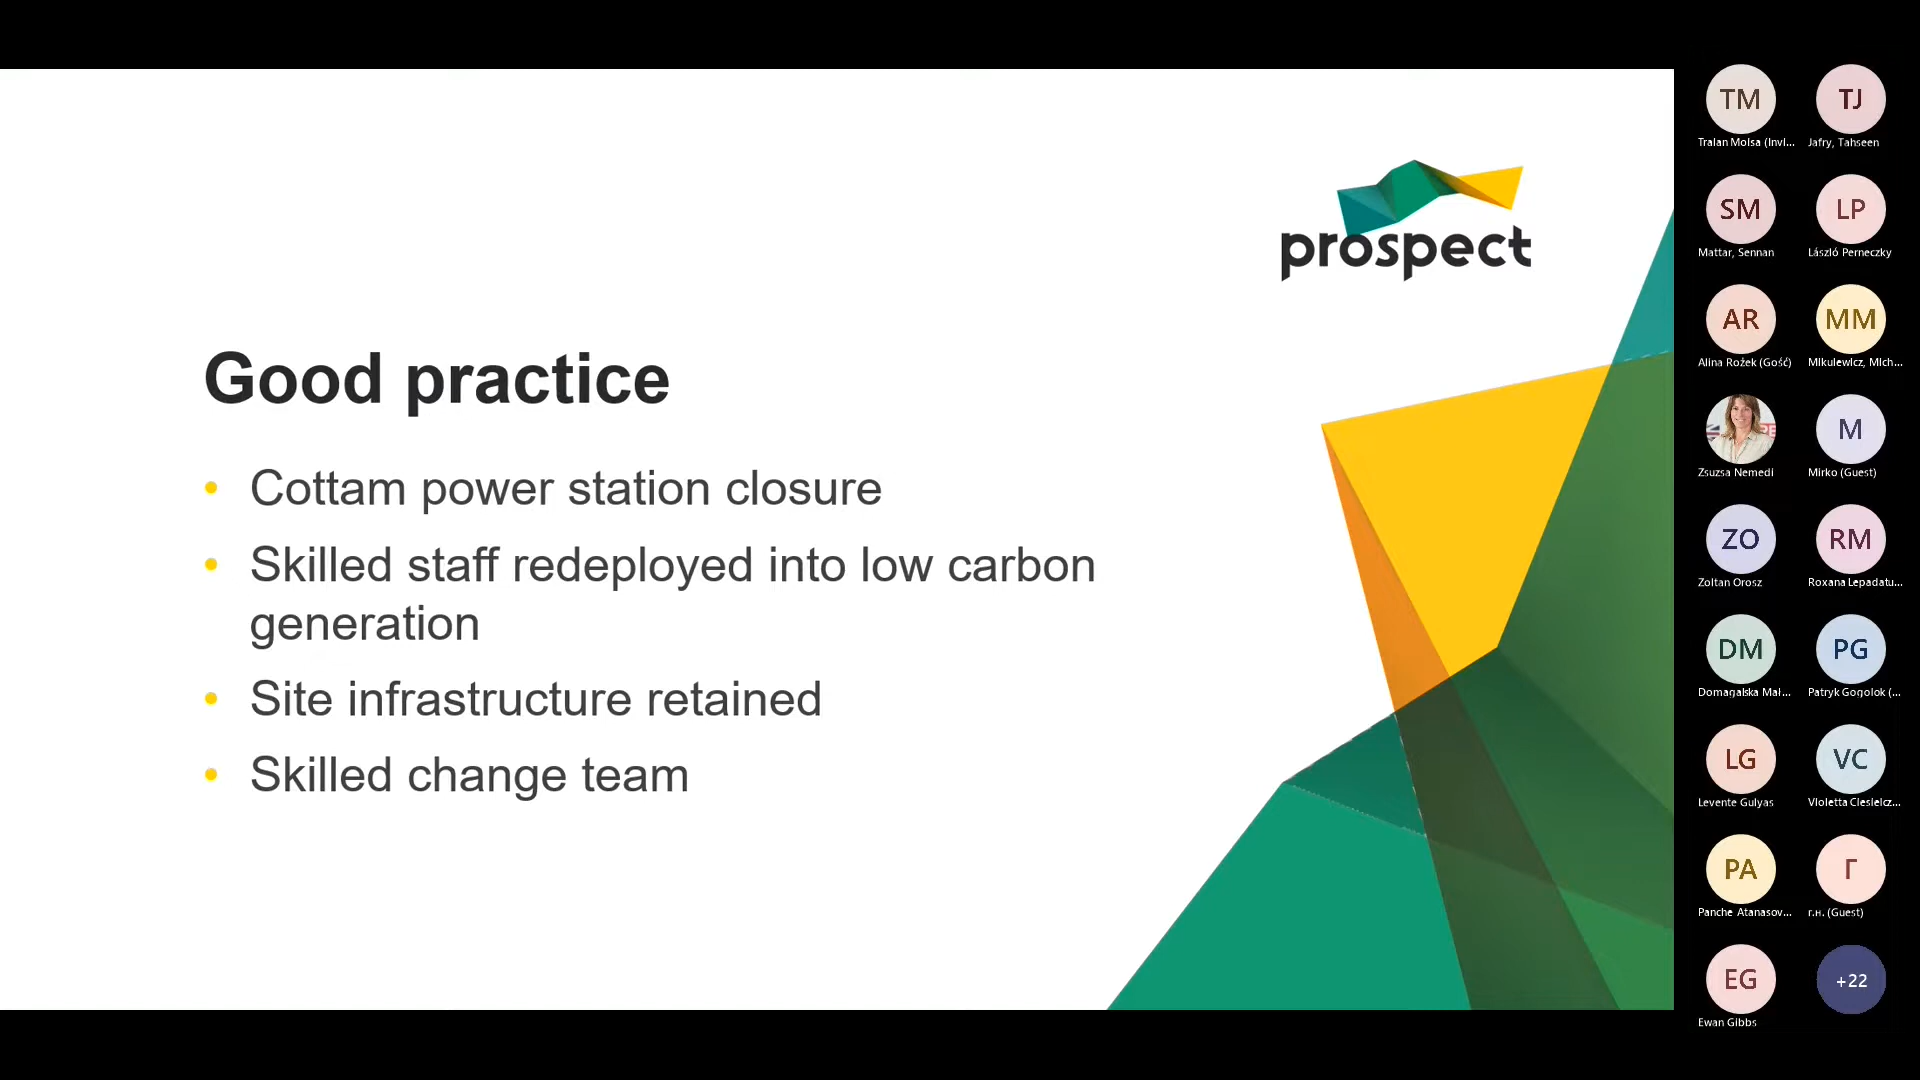 prospect
Good practice
• Cottam power station closure
• Skilled staff redeployed into low carbon
generation
• Site infrastructure retained
• Skilled change team
TM
Traian Moisa (Invi...
TJ
Jafry, Tahseen
SM
Mattar, Sennan
LP
László Perneczky
AR
Alina Rożek (Gość)
MM
Mikulewicz, Mich...
Zsuzsa Nemedi
M
Mirko (Guest)
ZO
Zoltan Orosz
RM
Roxana Lepadatu...
DM
Domagalska Mał...
PG
Patryk Gogolok (...
LG
Levente Gulyas
VC
Violetta Ciesielcz...
PA
Panche Atanasov...
Г
г.н. (Guest)
EG
Ewan Gibbs
+22